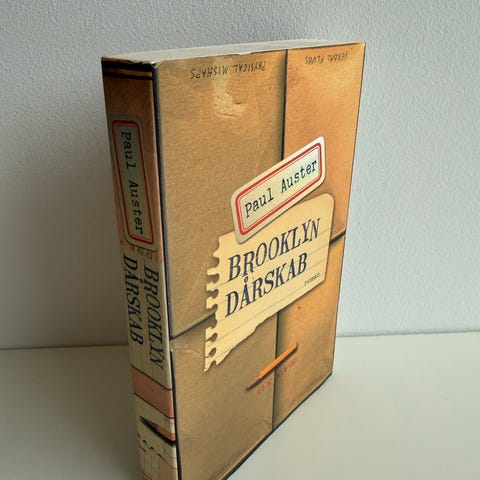 PHYSICAL MISHAPS
VERBAL FLUBS
Paul Auster
BROOKLYN
DÅRSKAB
roman
Paul Auster
BROOKLYN
DÅRSKAB